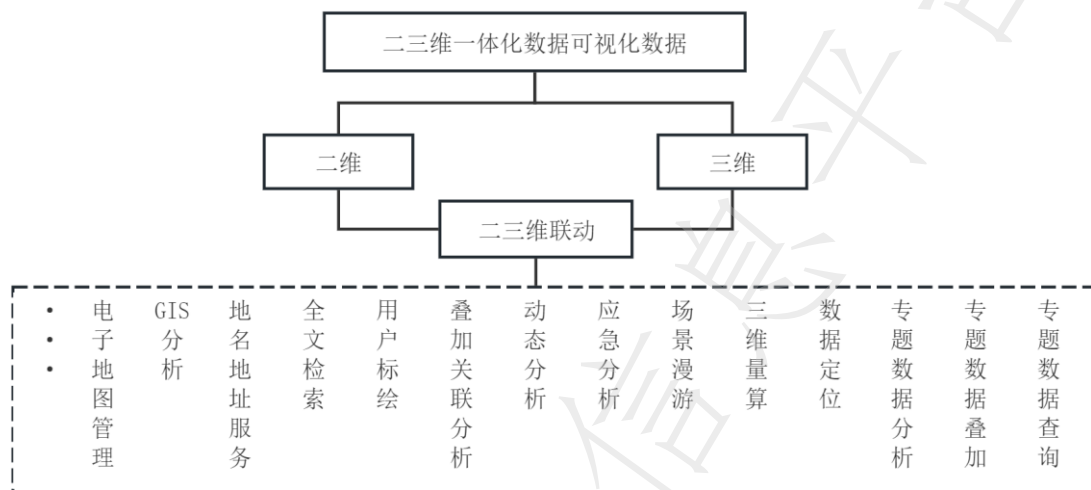 二三维一体化数据可视化数据
二维
三维
二三维联动
···
电子地图管理
GIS分析
地名地址服务
全文检索
用户标绘
叠加关联分析
动态分析
应急分析
场景漫游
三维量算
数据定位
专题数据分析
专题数据叠加
专题数据查询
信息平